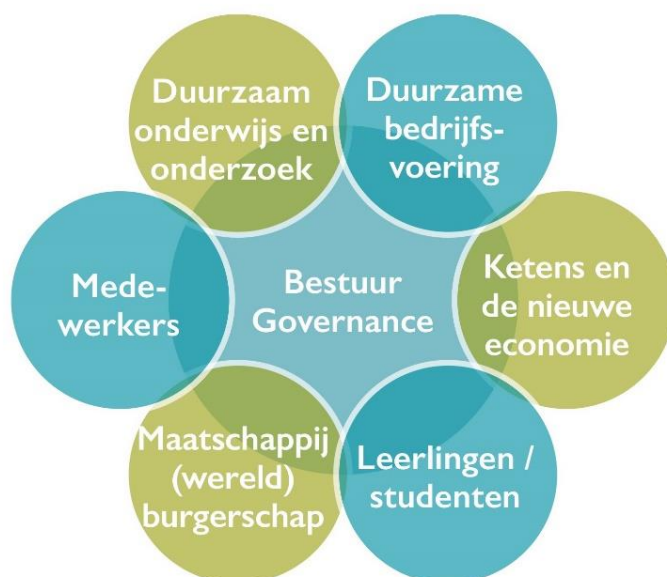 Duurzaam
onderwijs en
onderzoek
Duurzame
bedrijfs-
voering
Mede-
werkers
Bestuur
Governance
Ketens en
de nieuwe
economie
Maatschappij
(wereld)
burgerschap
Leerlingen /
studenten